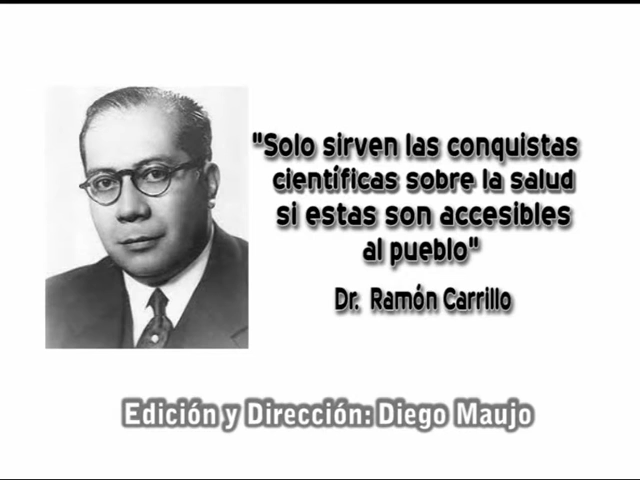 "Solo sirven las conquistas
científicas sobre la salud
si estas son accesibles
al pueblo"
Dr. Ramón Carrillo
Edición y Dirección: Diego Maujo